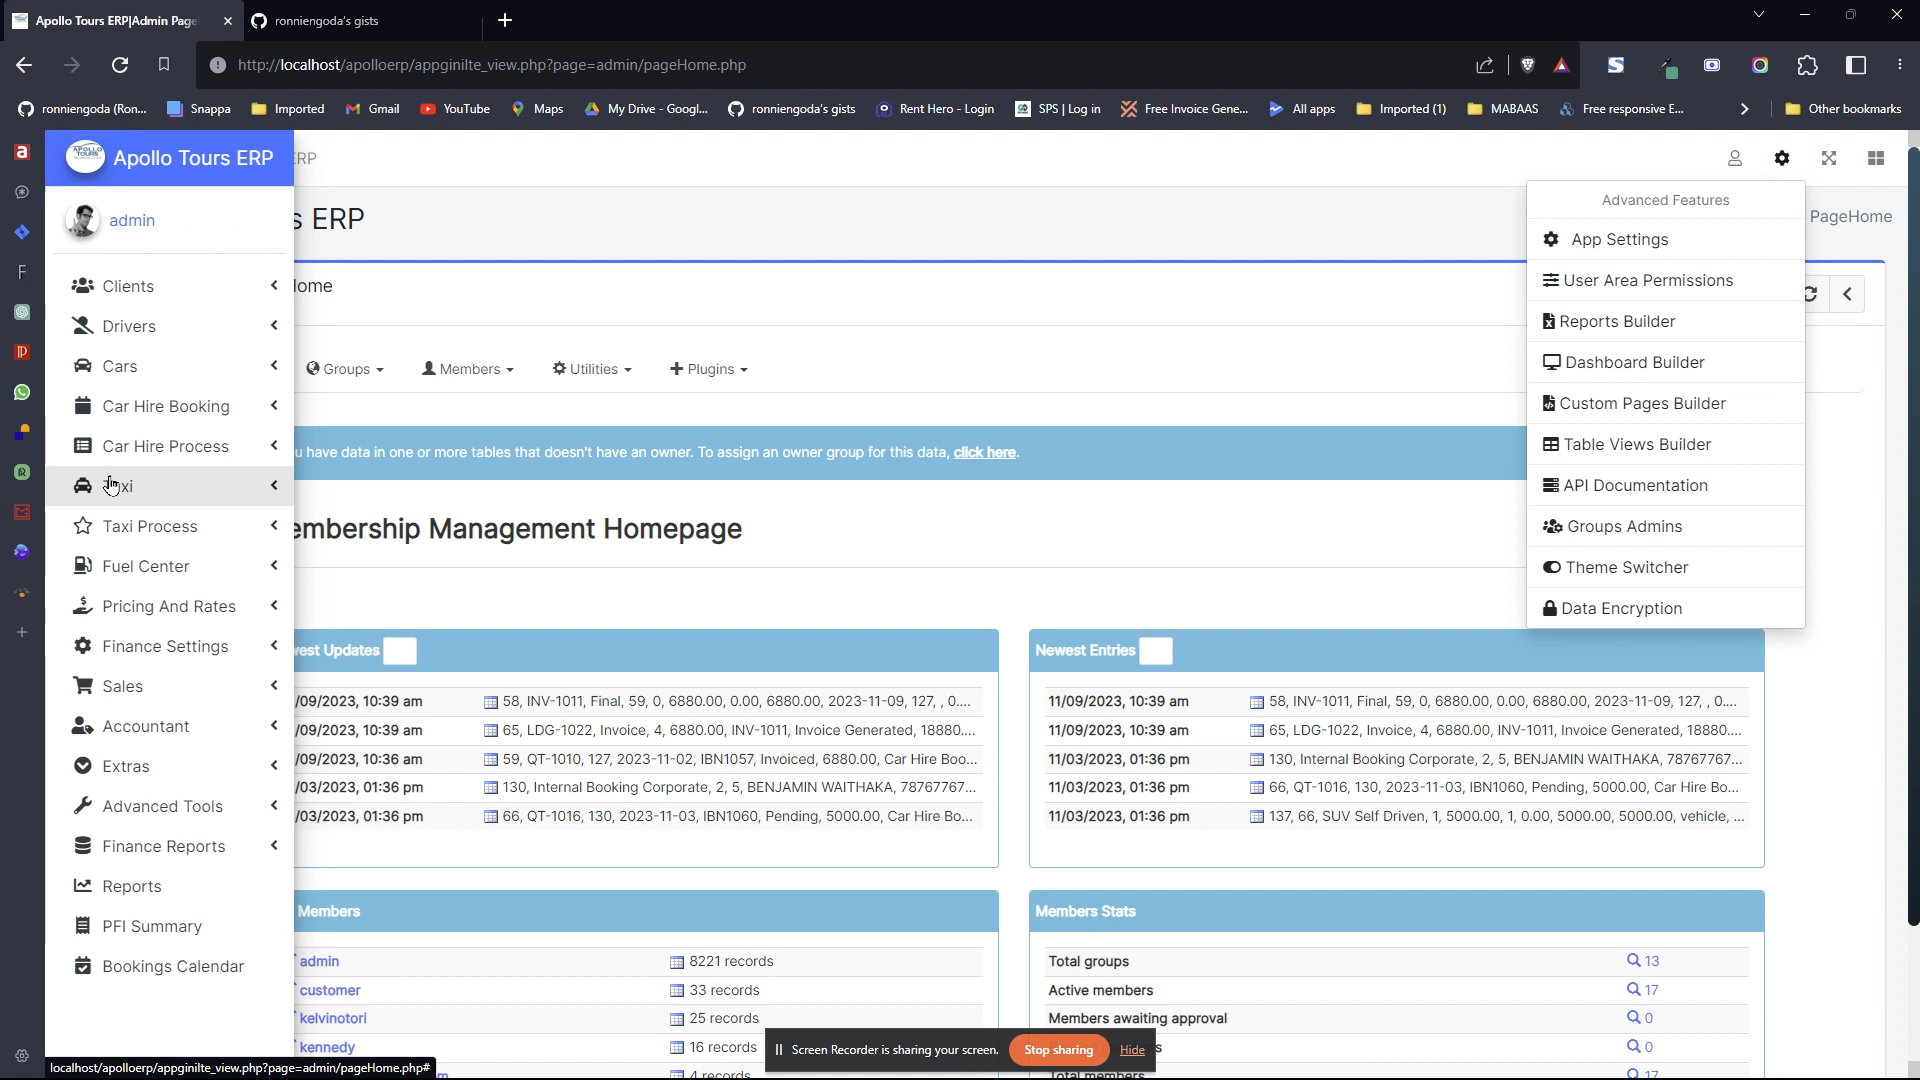 Apollo Tours ERP|Admin Page
ronniengoda's gists
http://localhost/apolloerp/appginilte_view.php?page=admin/pageHome.php
ronniengoda (Ron...
Snappa
Imported
Gmail
YouTube
Maps
My Drive - Googl...
ronniengoda's gists
Rent Hero - Login
SPS | Log in
Free Invoice Gene...
All apps
Imported (1)
MABAAS
Free responsive E...
Other bookmarks
Apollo Tours ERP
ERP
admin
s ERP
PageHome
Clients
Drivers
Cars
Car Hire Booking
Car Hire Process
Taxi Process
Fuel Center
Pricing And Rates
Finance Settings
Sales
Accountant
Extras
Advanced Tools
Finance Reports
Reports
PFI Summary
Bookings Calendar
Home
Groups
Members
Utilities
Plugins
u have data in one or more tables that doesn't have an owner. To assign an owner group for this data, click here.
embership Management Homepage
Advanced Features
App Settings
User Area Permissions
Reports Builder
Dashboard Builder
Custom Pages Builder
Table Views Builder
API Documentation
Groups Admins
Theme Switcher
Data Encryption
west Updates
/09/2023, 10:39 am 58, INV-1011, Final, 59, 0, 6880.00, 0.00, 6880.00, 2023-11-09, 127, , 0....
/09/2023, 10:39 am 65, LDG-1022, Invoice, 4, 6880.00, INV-1011, Invoice Generated, 18880....
/09/2023, 10:36 am 59, QT-1010, 127, 2023-11-02, IBN1057, Invoiced, 6880.00, Car Hire Boo...
/03/2023, 01:36 pm 130, Internal Booking Corporate, 2, 5, BENJAMIN WAITHAKA, 78767767...
/03/2023, 01:36 pm 66, QT-1016, 130, 2023-11-03, IBN1060, Pending, 5000.00, Car Hire Bo...
Newest Entries
11/09/2023, 10:39 am 58, INV-1011, Final, 59, 0, 6880.00, 0.00, 6880.00, 2023-11-09, 127, , 0....
11/09/2023, 10:39 am 65, LDG-1022, Invoice, 4, 6880.00, INV-1011, Invoice Generated, 18880....
11/03/2023, 01:36 pm 130, Internal Booking Corporate, 2, 5, BENJAMIN WAITHAKA, 78767767...
11/03/2023, 01:36 pm 66, QT-1016, 130, 2023-11-03, IBN1060, Pending, 5000.00, Car Hire Bo...
11/03/2023, 01:36 pm 137, 66, SUV Self Driven, 1, 5000.00, 1, 0.00, 5000.00, 5000.00, vehicle, ...
Members
admin 8221 records
customer 33 records
kelvinotori 25 records
kennedy 16 records
4 records
Members Stats
Total groups 13
Active members 17
Members awaiting approval 0
0
Total members 17
Screen Recorder is sharing your screen.
Stop sharing
Hide
localhost/apolloerp/appginilte_view.php?page=admin/pageHome.php#